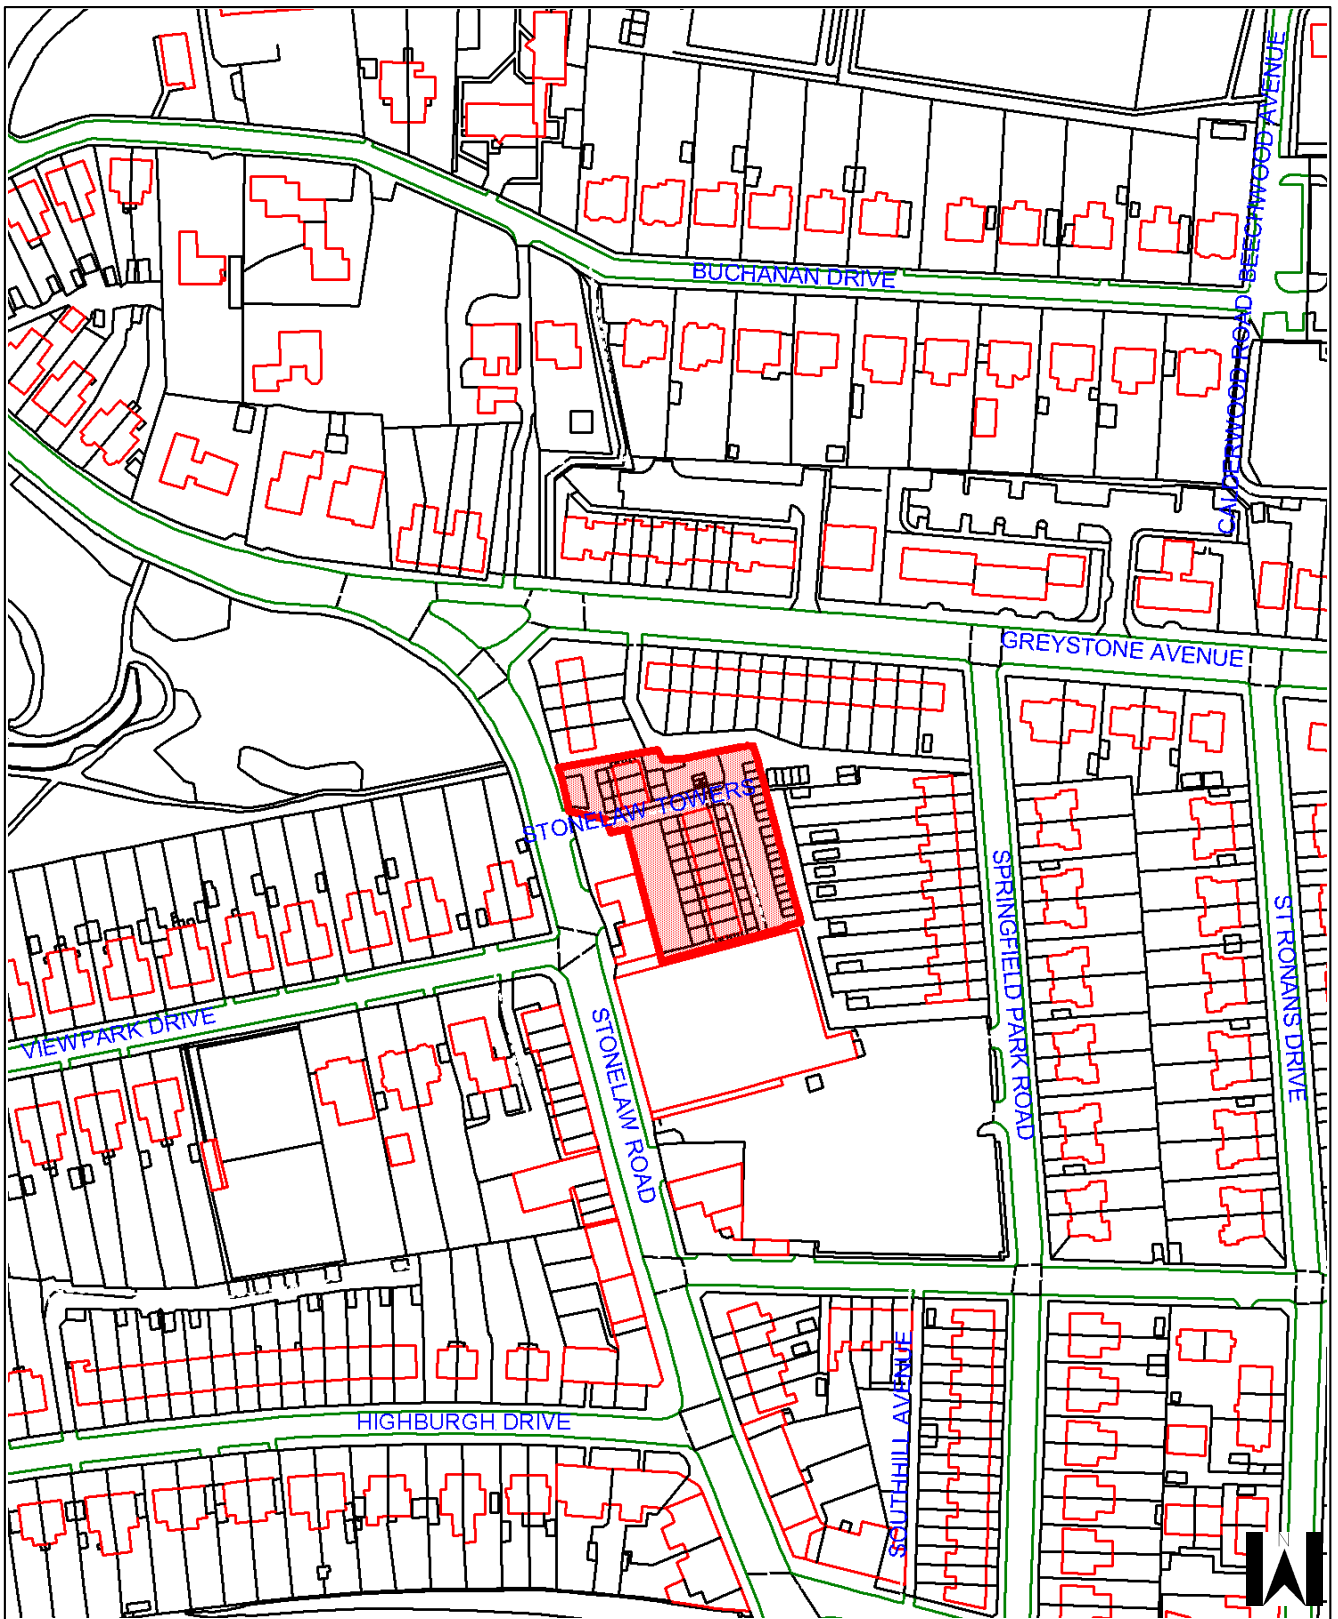 BEECHWOOD AVENUE
BUCHANAN DRIVE
CALDERWOOD ROAD
GREYSTONE AVENUE
STONELAW TOWERS
SPRINGFIELD PARK ROAD
ST RONANS DRIVE
VIEWPARK DRIVE
STONELAW ROAD
SOUTHHILL AVENUE
HIGHBURGH DRIVE
N